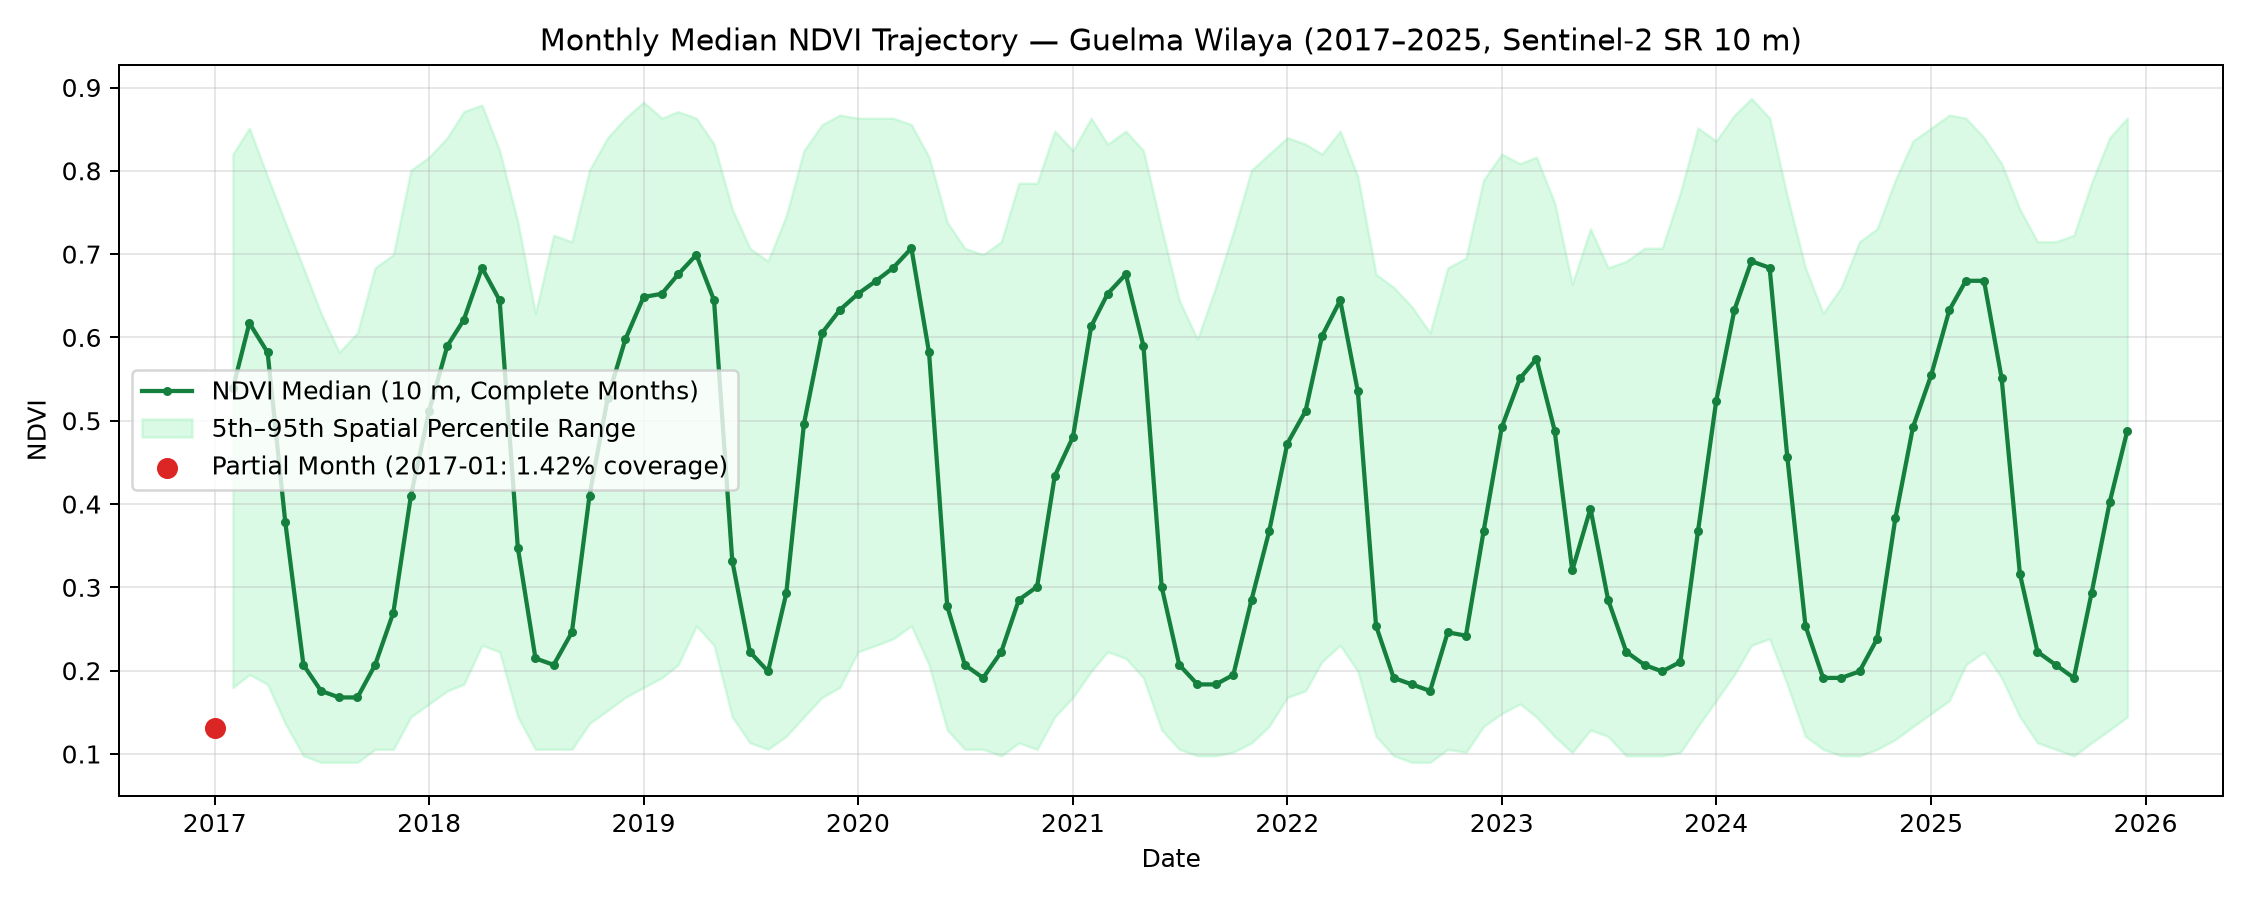 Monthly Median NDVI Trajectory — Guelma Wilaya (2017–2025, Sentinel-2 SR 10 m)
NDVI
0.9
0.8
0.7
0.6
0.5
0.4
0.3
0.2
0.1
NDVI Median (10 m, Complete Months)
5th–95th Spatial Percentile Range
Partial Month (2017-01: 1.42% coverage)
2017 2018 2019 2020 2021 2022 2023 2024 2025 2026
Date